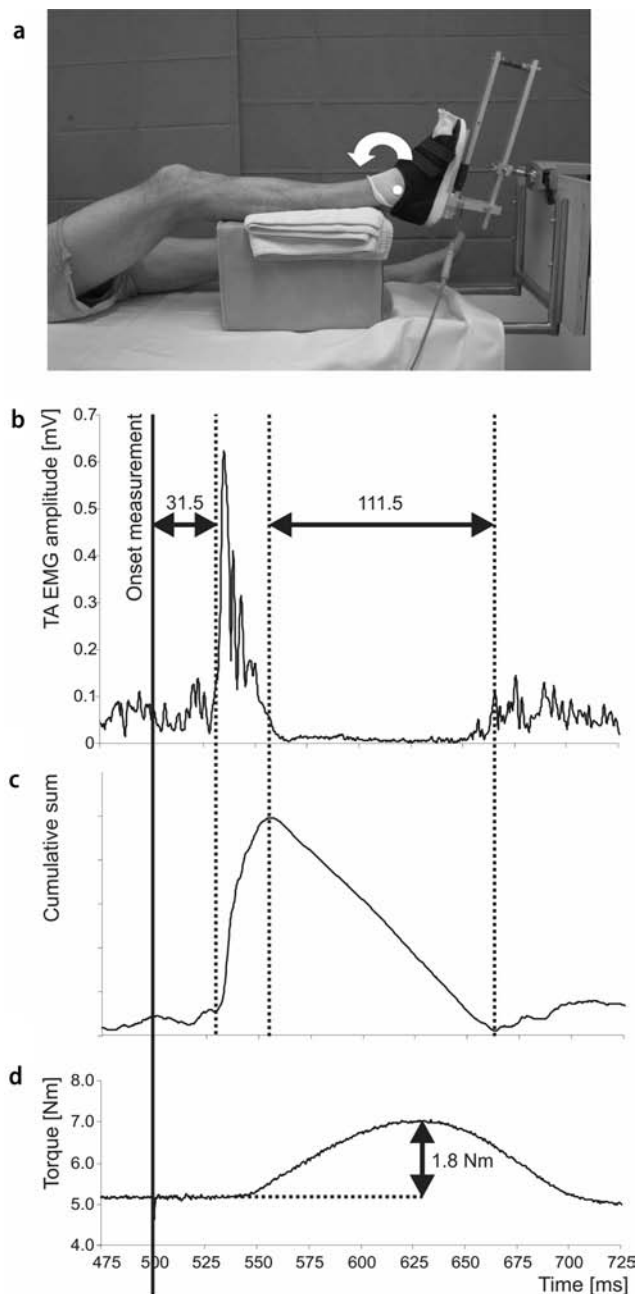 a
b
TA EMG amplitude [mV]
0.7
0.6
0.5
0.4
0.3
0.2
0.1
0
Onset measurement
31.5
111.5
c
Cumulative sum
d
Torque [Nm]
8.0
7.0
6.0
5.0
4.0
1.8 Nm
475 500 525 550 575 600 625 650 675 700 725
Time [ms]